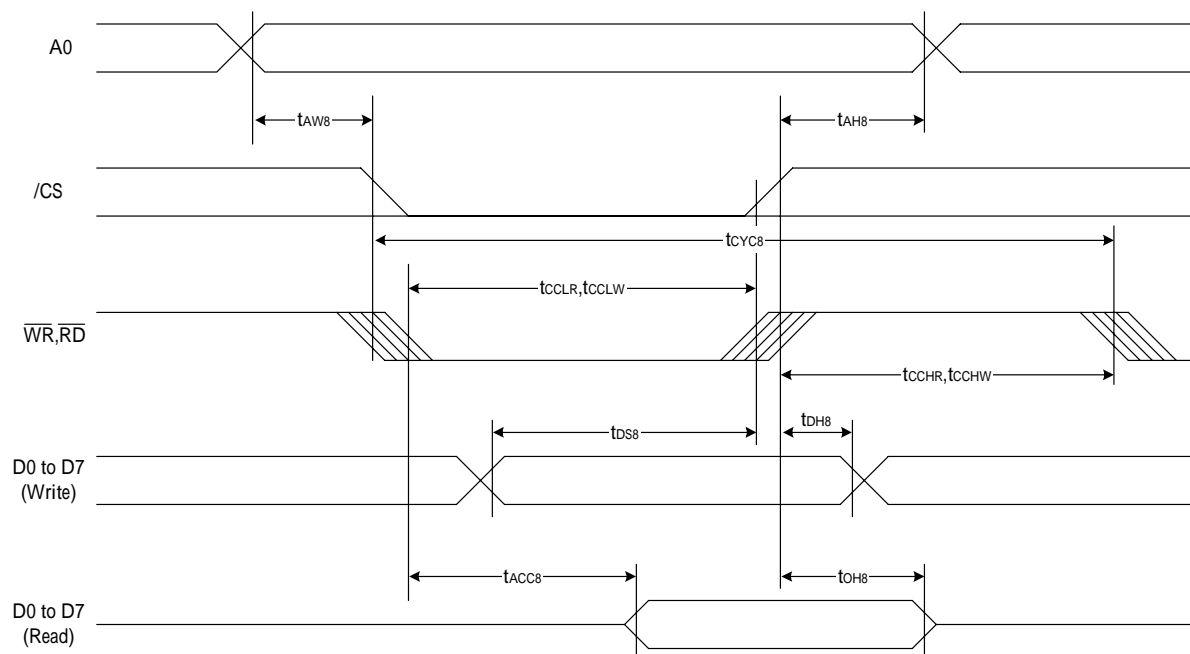 A0
tAW8
tAH8
/CS
tCYC8
tCCLR,tCCLW
WR,RD
tCCHR,tCCHW
tDS8
tDH8
D0 to D7
(Write)
tACC8
tOH8
D0 to D7
(Read)